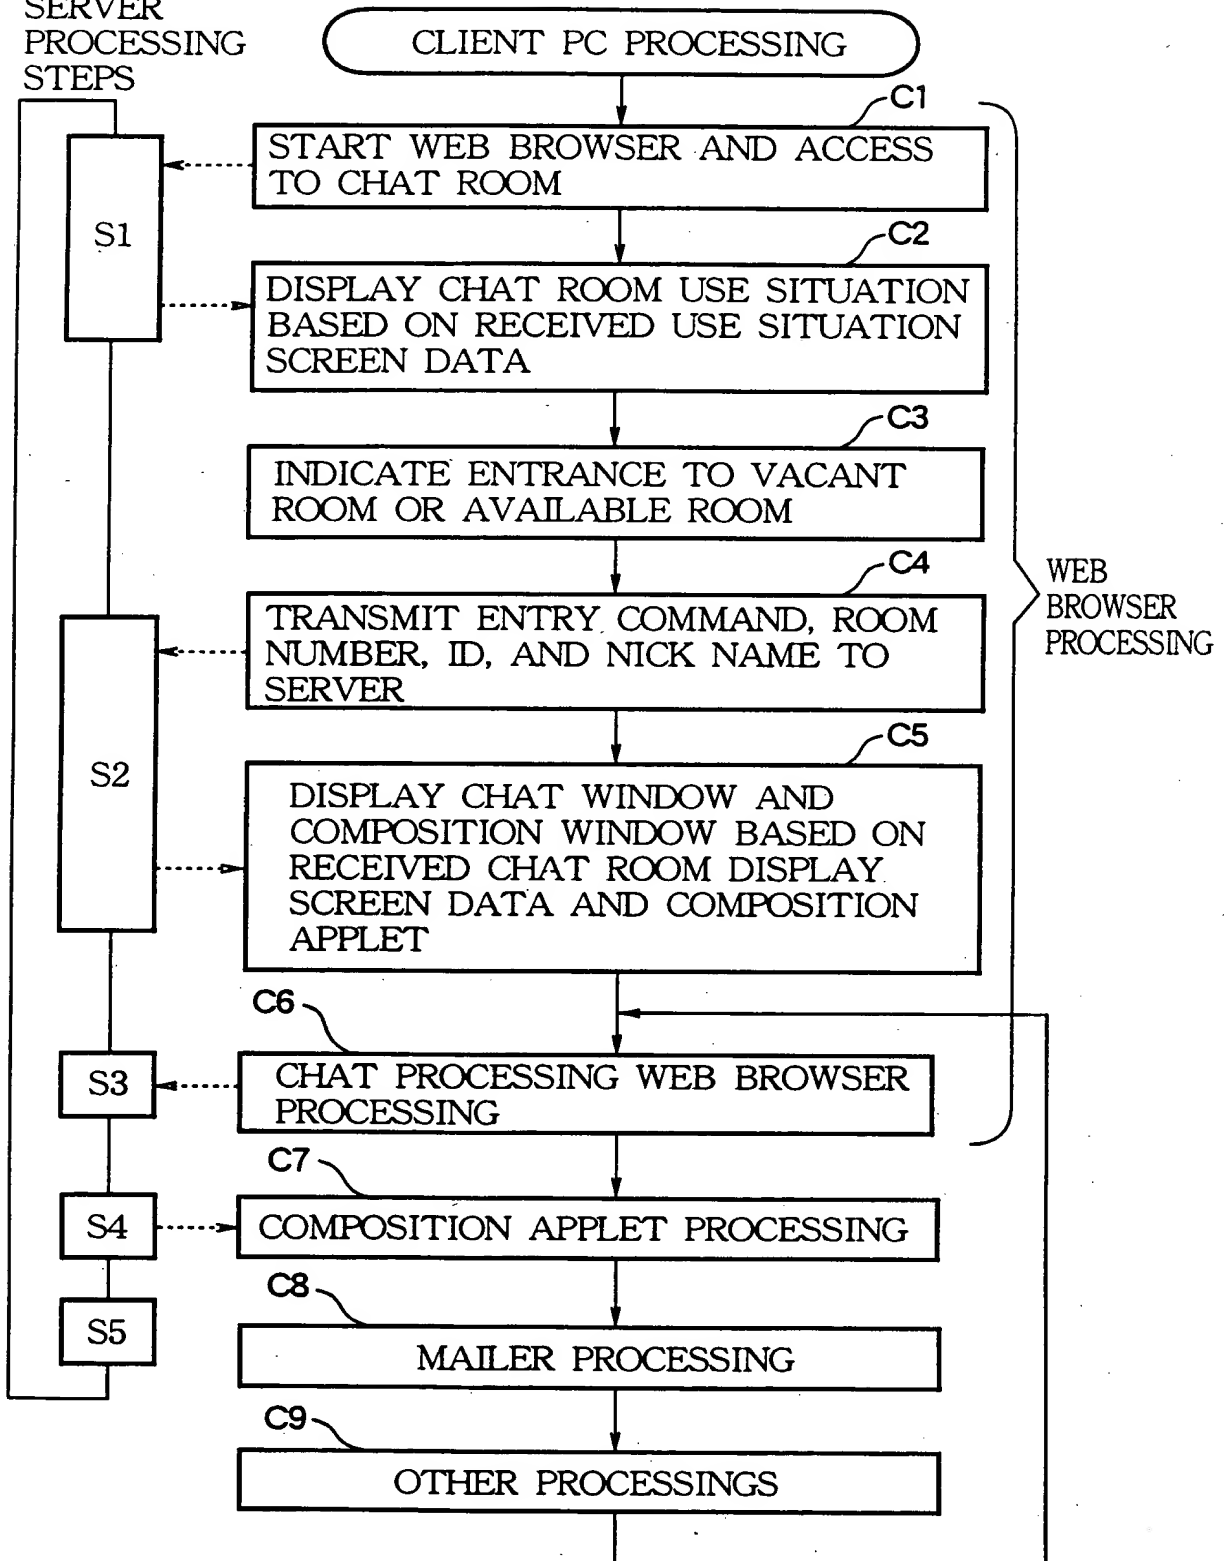 SERVER
PROCESSING
STEPS
CLIENT PC PROCESSING
C1
START WEB BROWSER AND ACCESS
TO CHAT ROOM
S1
C2
DISPLAY CHAT ROOM USE SITUATION
BASED ON RECEIVED USE SITUATION
SCREEN DATA
C3
INDICATE ENTRANCE TO VACANT
ROOM OR AVAILABLE ROOM
C4
TRANSMIT ENTRY COMMAND, ROOM
NUMBER, ID, AND NICK NAME TO
SERVER
WEB
BROWSER
PROCESSING
S2
C5
DISPLAY CHAT WINDOW AND
COMPOSITION WINDOW BASED ON
RECEIVED CHAT ROOM DISPLAY
SCREEN DATA AND COMPOSITION
APPLET
C6
S3
CHAT PROCESSING WEB BROWSER
PROCESSING
C7
S4
COMPOSITION APPLET PROCESSING
C8
S5
MAILER PROCESSING
C9
OTHER PROCESSINGS